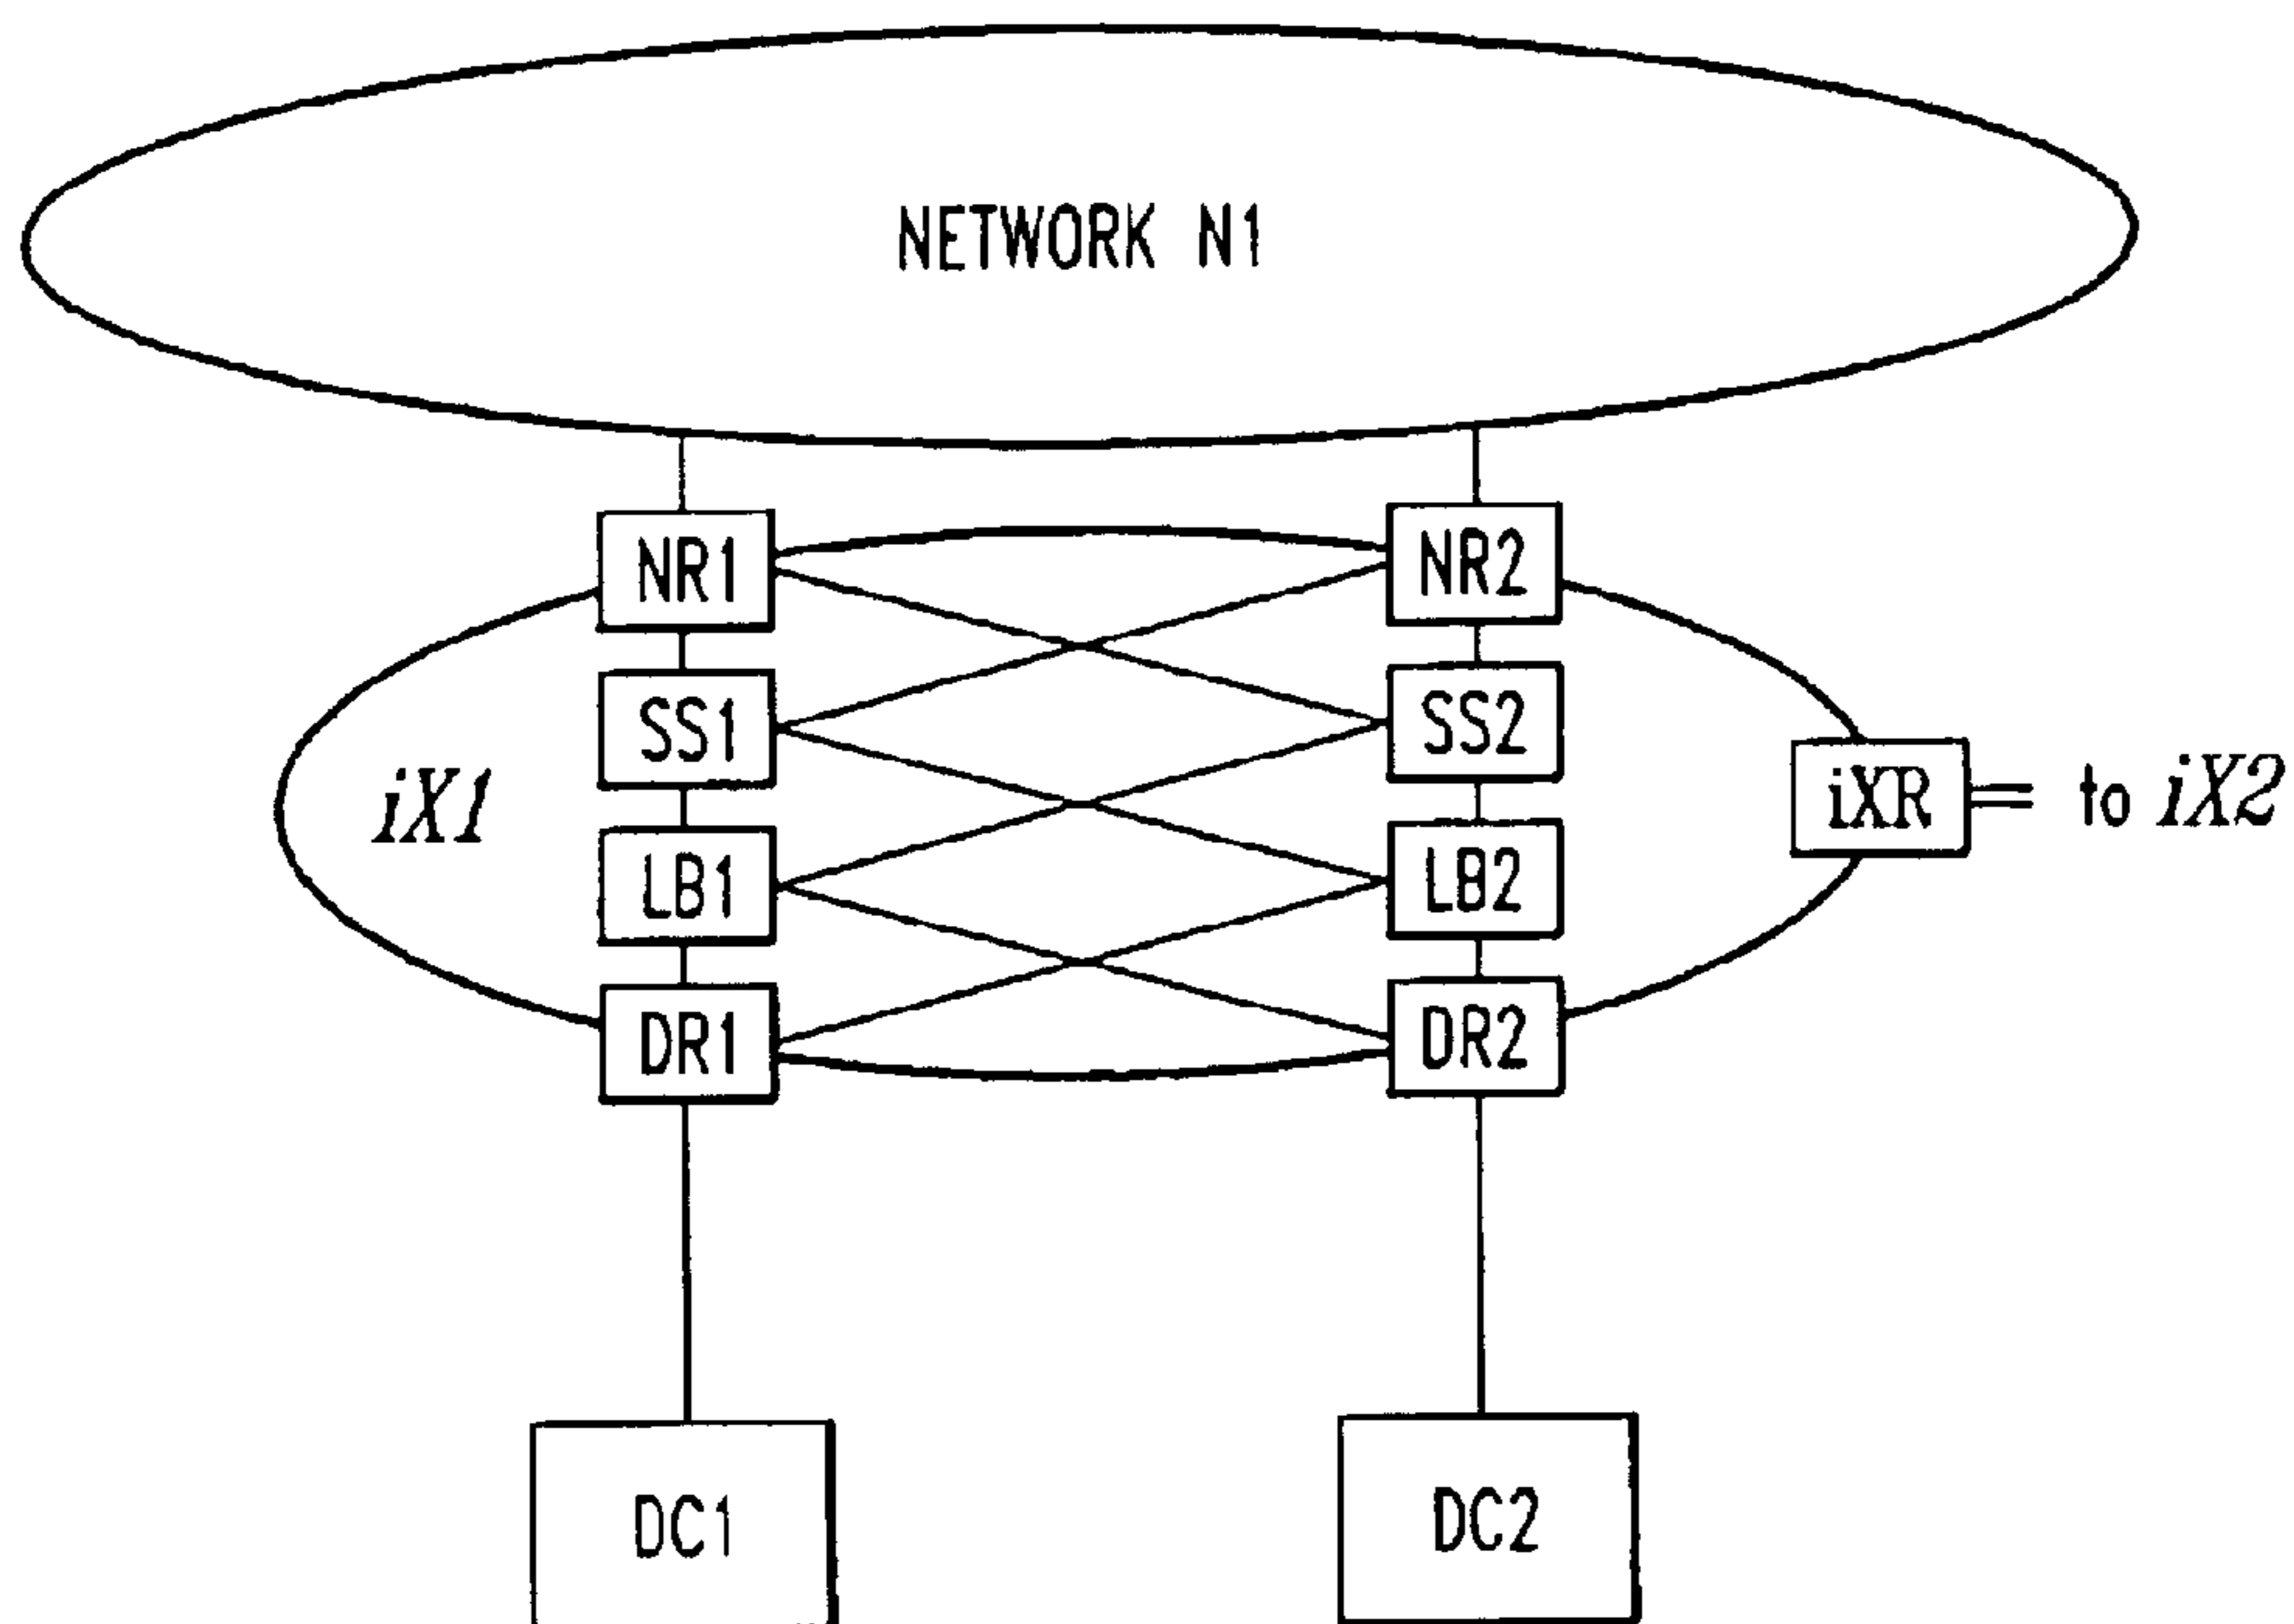 NETWORK N1
NR1
NR2
SS1
SS2
iX1
iXR
to iX2
LB1
LB2
DR1
DR2
DC1
DC2